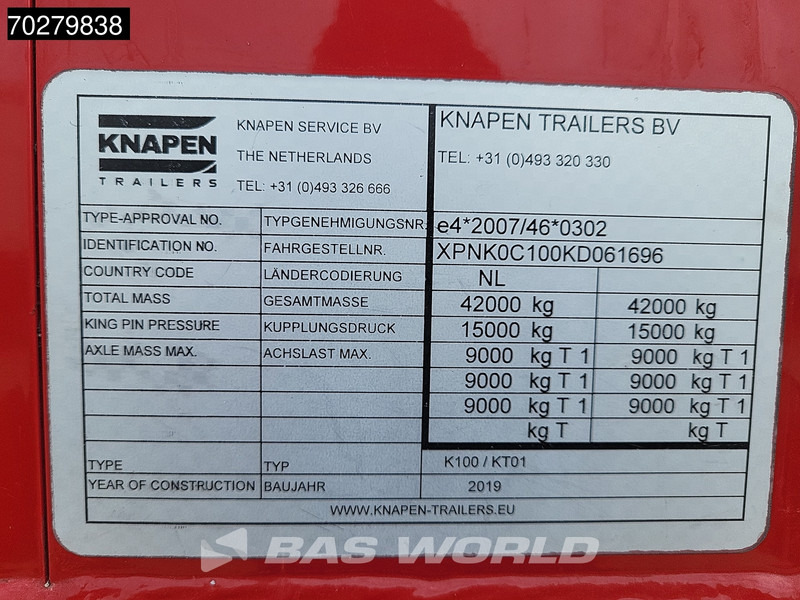 70279838
KNAPEN
TRAILERS
KNAPEN SERVICE BV
THE NETHERLANDS
TEL: +31 (0)493 326 666
KNAPEN TRAILERS BV
TEL: +31 (0)493 320 330
TYPE-APPROVAL NO. TYPGENEHMIGUNGSNR. e4*2007/46*0302
IDENTIFICATION NO. FAHRGESTELLNR. XPNK0C100KD061696
COUNTRY CODE LÄNDERCODIERUNG NL
TOTAL MASS GESAMTMASSE 42000 kg 42000 kg
KING PIN PRESSURE KUPPLUNGSDRUCK 15000 kg 15000 kg
AXLE MASS MAX. ACHSLAST MAX. 9000 kg T 1 9000 kg T 1
9000 kg T 1 9000 kg T 1
9000 kg T 1 9000 kg T 1
kg T kg T
TYPE TYP K100 / KT01
YEAR OF CONSTRUCTION BAUJAHR 2019
WWW.KNAPEN-TRAILERS.EU
BAS WORLD